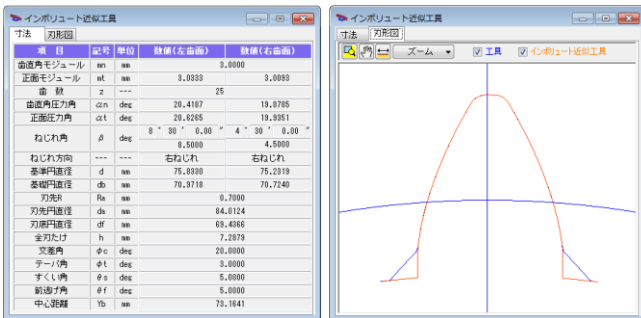 インボリュート近似工具
寸法 刃形図
項 目 記号 単位 数値(左歯面) 数値(右歯面)
歯直角モジュール mn mm 3.0000
正面モジュール mt mm 3.0333 3.0093
歯 数 z --- 25
歯直角圧力角 αn deg 20.4187 19.8785
正面圧力角 αt deg 20.6265 19.9351
ねじれ角 β deg 8 ° 30 ' 0.00 " 4 ° 30 ' 0.00 "
8.5000 4.5000
ねじれ方向 --- --- 右ねじれ 右ねじれ
基準円直径 d mm 75.8330 75.2319
基礎円直径 db mm 70.9718 70.7240
刃先R Ra mm 0.7000
刃先円直径 da mm 84.0124
刃底円直径 df mm 69.4366
全刃たけ h mm 7.2879
交差角 φc deg 20.0000
テーパ角 φt deg 3.0000
すくい角 θs deg 5.0000
前逃げ角 θf deg 5.0000
中心距離 Yb mm 73.1641
インボリュート近似工具
寸法 刃形図
ズーム 工具 インボリュート近似工具